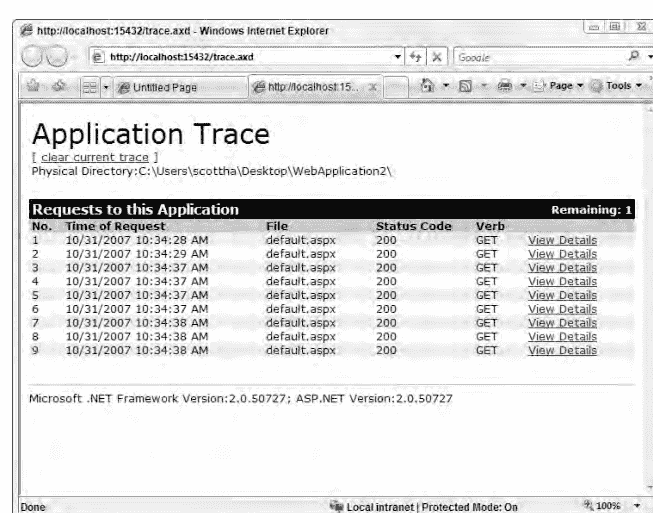 http://localhost:15432/trace.axd - Windows Internet Explorer
http://localhost:15432/trace.axd
Google
Untitled Page
http://localhost:15...
Page
Tools
Application Trace
[ clear current trace ]
Physical Directory:C:\Users\scottha\Desktop\WebApplication2\
Requests to this Application Remaining: 1
No. Time of Request File Status Code Verb
1 10/31/2007 10:34:28 AM default.aspx 200 GET View Details
2 10/31/2007 10:34:29 AM default.aspx 200 GET View Details
3 10/31/2007 10:34:37 AM default.aspx 200 GET View Details
4 10/31/2007 10:34:37 AM default.aspx 200 GET View Details
5 10/31/2007 10:34:37 AM default.aspx 200 GET View Details
6 10/31/2007 10:34:37 AM default.aspx 200 GET View Details
7 10/31/2007 10:34:38 AM default.aspx 200 GET View Details
8 10/31/2007 10:34:38 AM default.aspx 200 GET View Details
9 10/31/2007 10:34:38 AM default.aspx 200 GET View Details
Microsoft .NET Framework Version:2.0.50727; ASP.NET Version:2.0.50727
Done Local intranet | Protected Mode: On 100%